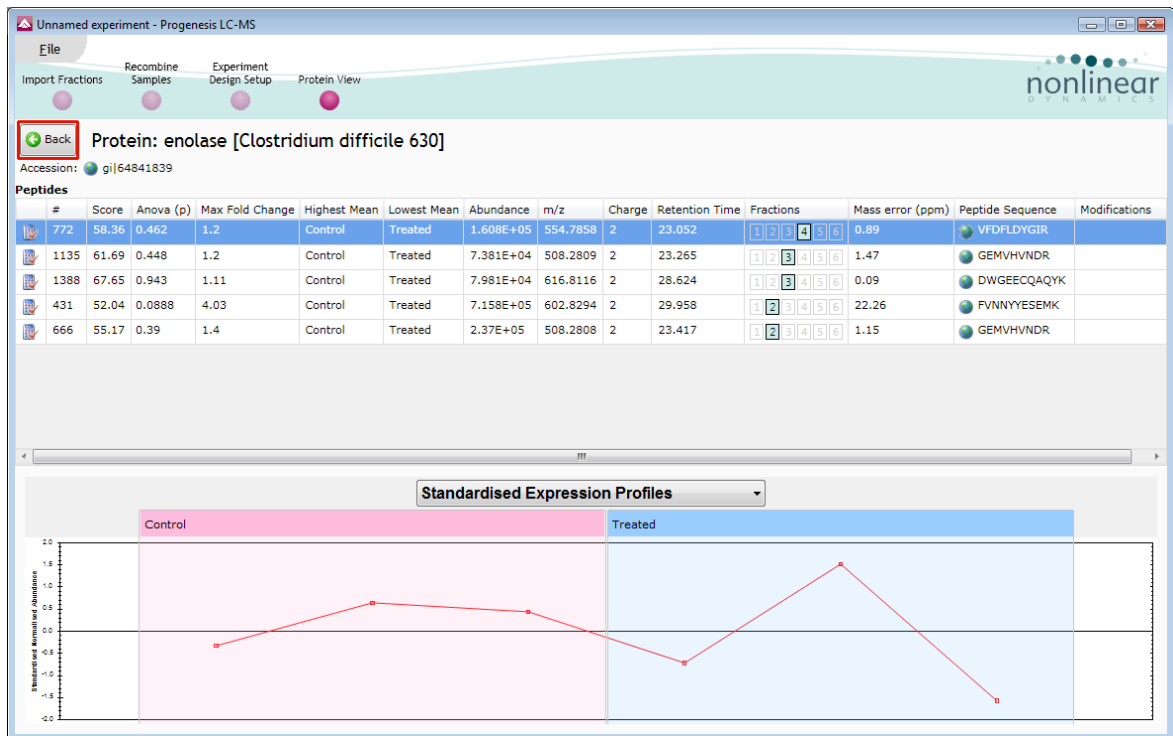 Unnamed experiment - Progenesis LC-MS
File
Import Fractions
Recombine Samples
Experiment Design Setup
Protein View
nonlinear
DYNAMICS
Back
Protein: enolase [Clostridium difficile 630]
Accession: gi|64841839
Peptides
# Score Anova (p) Max Fold Change Highest Mean Lowest Mean Abundance m/z Charge Retention Time Fractions Mass error (ppm) Peptide Sequence Modifications
772 58.36 0.462 1.2 Control Treated 1.608E+05 554.7858 2 23.052 1 2 3 4 5 6 0.89 VFDFLDYGIR
1135 61.69 0.448 1.2 Control Treated 7.381E+04 508.2809 2 23.265 1 2 3 4 5 6 1.47 GEMVHVNDR
1388 67.65 0.943 1.11 Control Treated 7.981E+04 616.8116 2 28.624 1 2 3 4 5 6 0.09 DWGEECQAQYK
431 52.04 0.0888 4.03 Control Treated 7.158E+05 602.8294 2 29.958 1 2 3 4 5 6 22.26 FVNNYYESEMK
666 55.17 0.39 1.4 Control Treated 2.37E+05 508.2808 2 23.417 1 2 3 4 5 6 1.15 GEMVHVNDR
Standardised Expression Profiles
Control Treated
Standardised Normalised Abundance
2.0
1.5
1.0
0.5
0.0
-0.5
-1.0
-1.5
-2.0